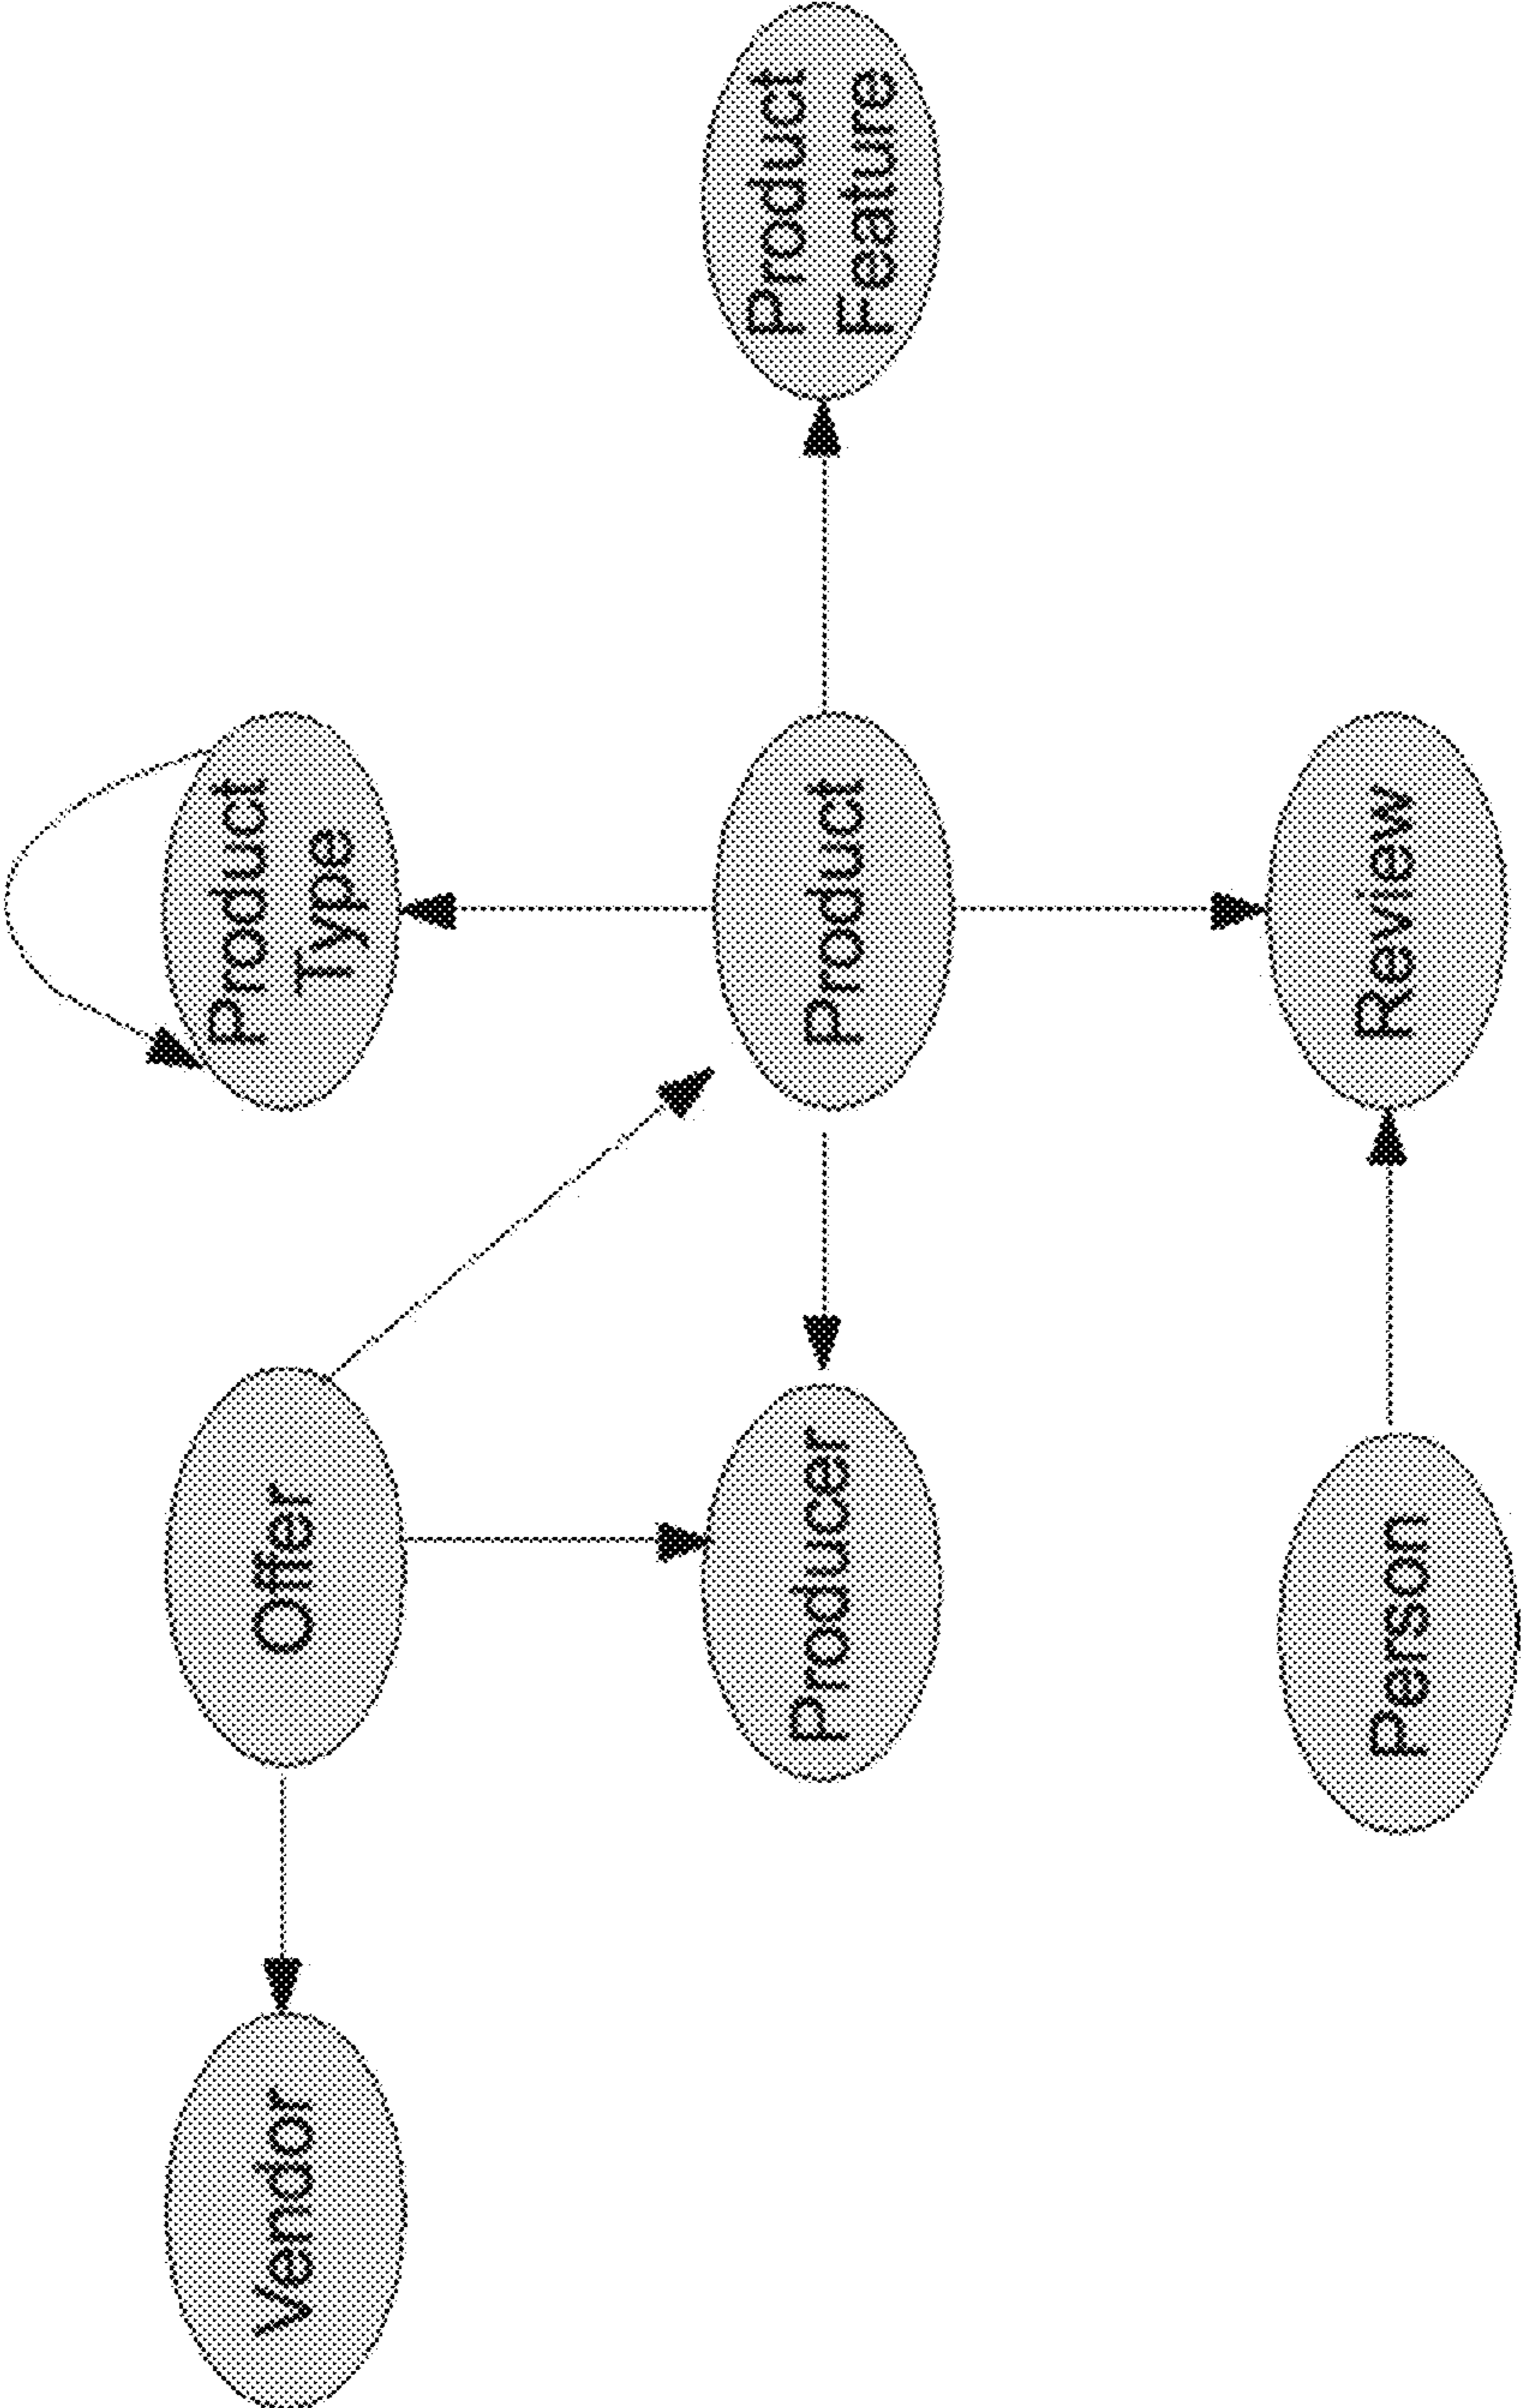 Vendor
Offer
Product
Type
Producer
Product
Product
Feature
Person
Review